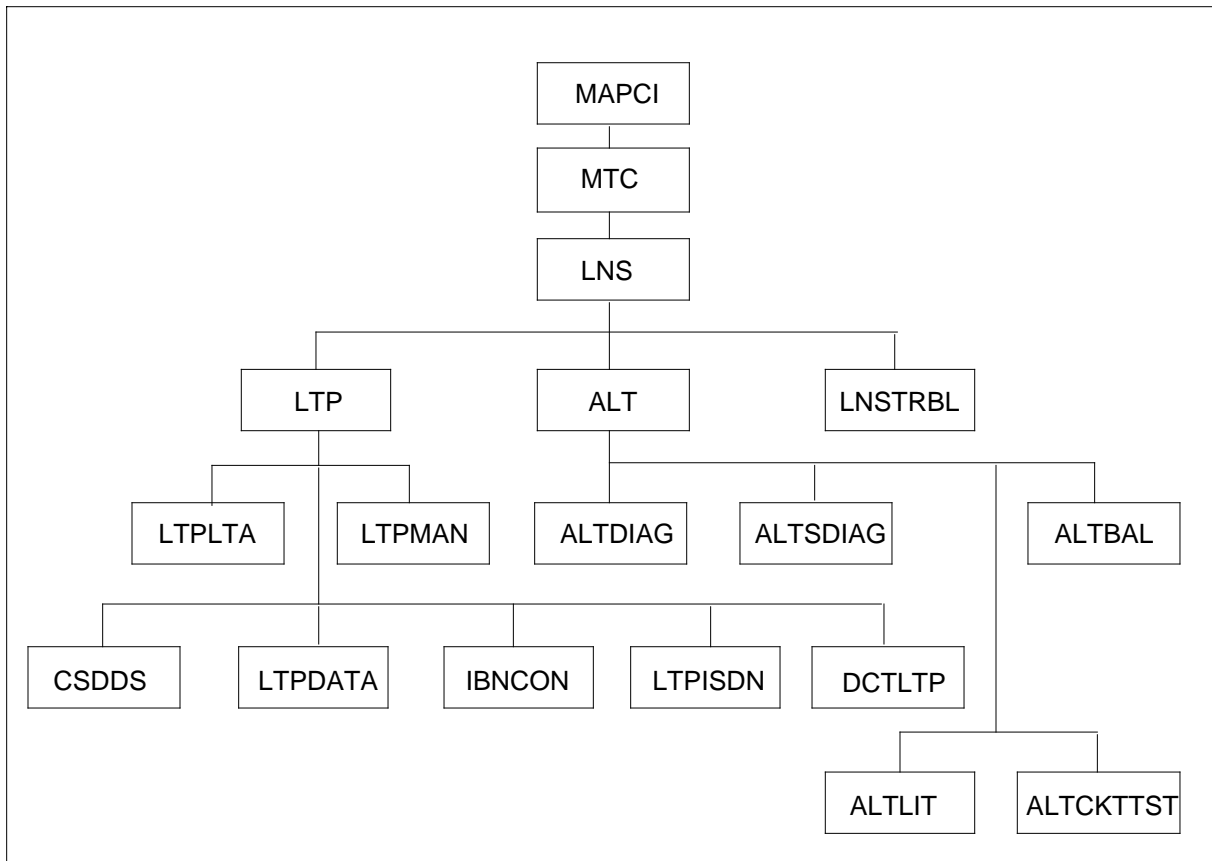 MAPCI
MTC
LNS
LTP
ALT
LNSTRBL
LTPLTA
LTPMAN
ALTDIAG
ALTSDIAG
ALTBAL
CSDDS
LTPDATA
IBNCON
LTPISDN
DCTLTP
ALTLIT
ALTCKTTST